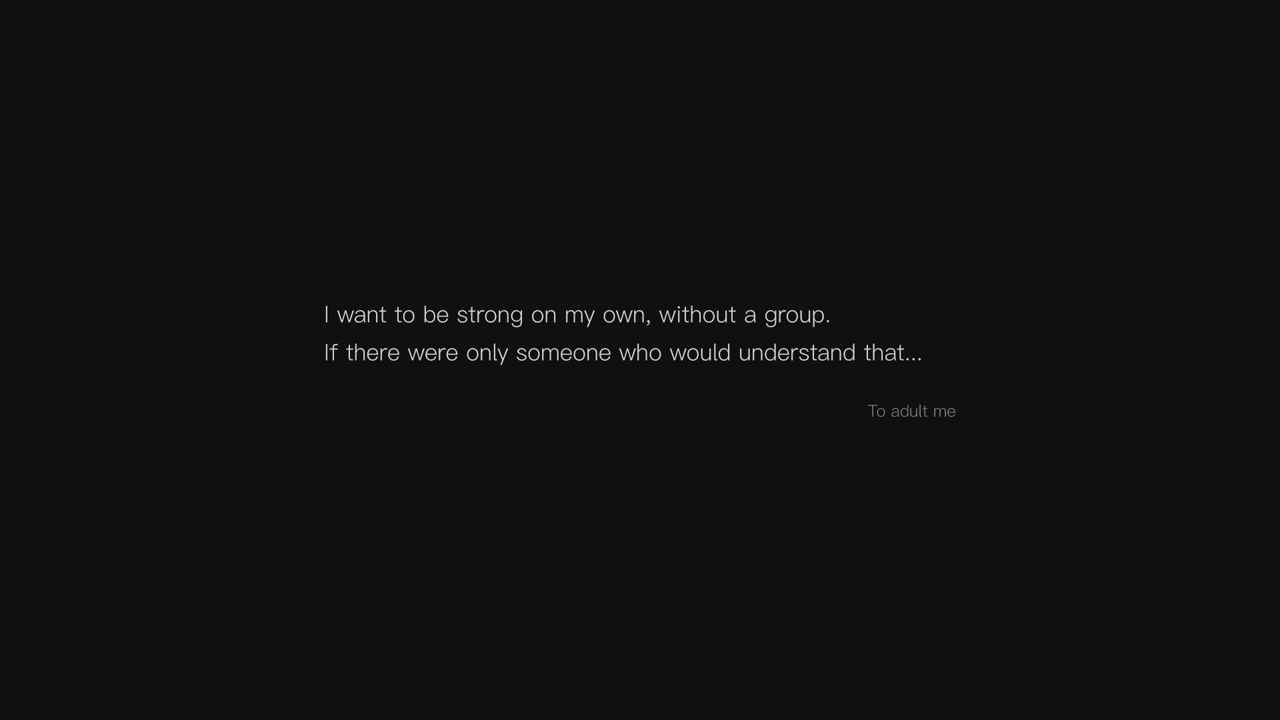 I want to be strong on my own, without a group.
If there were only someone who would understand that...
To adult me